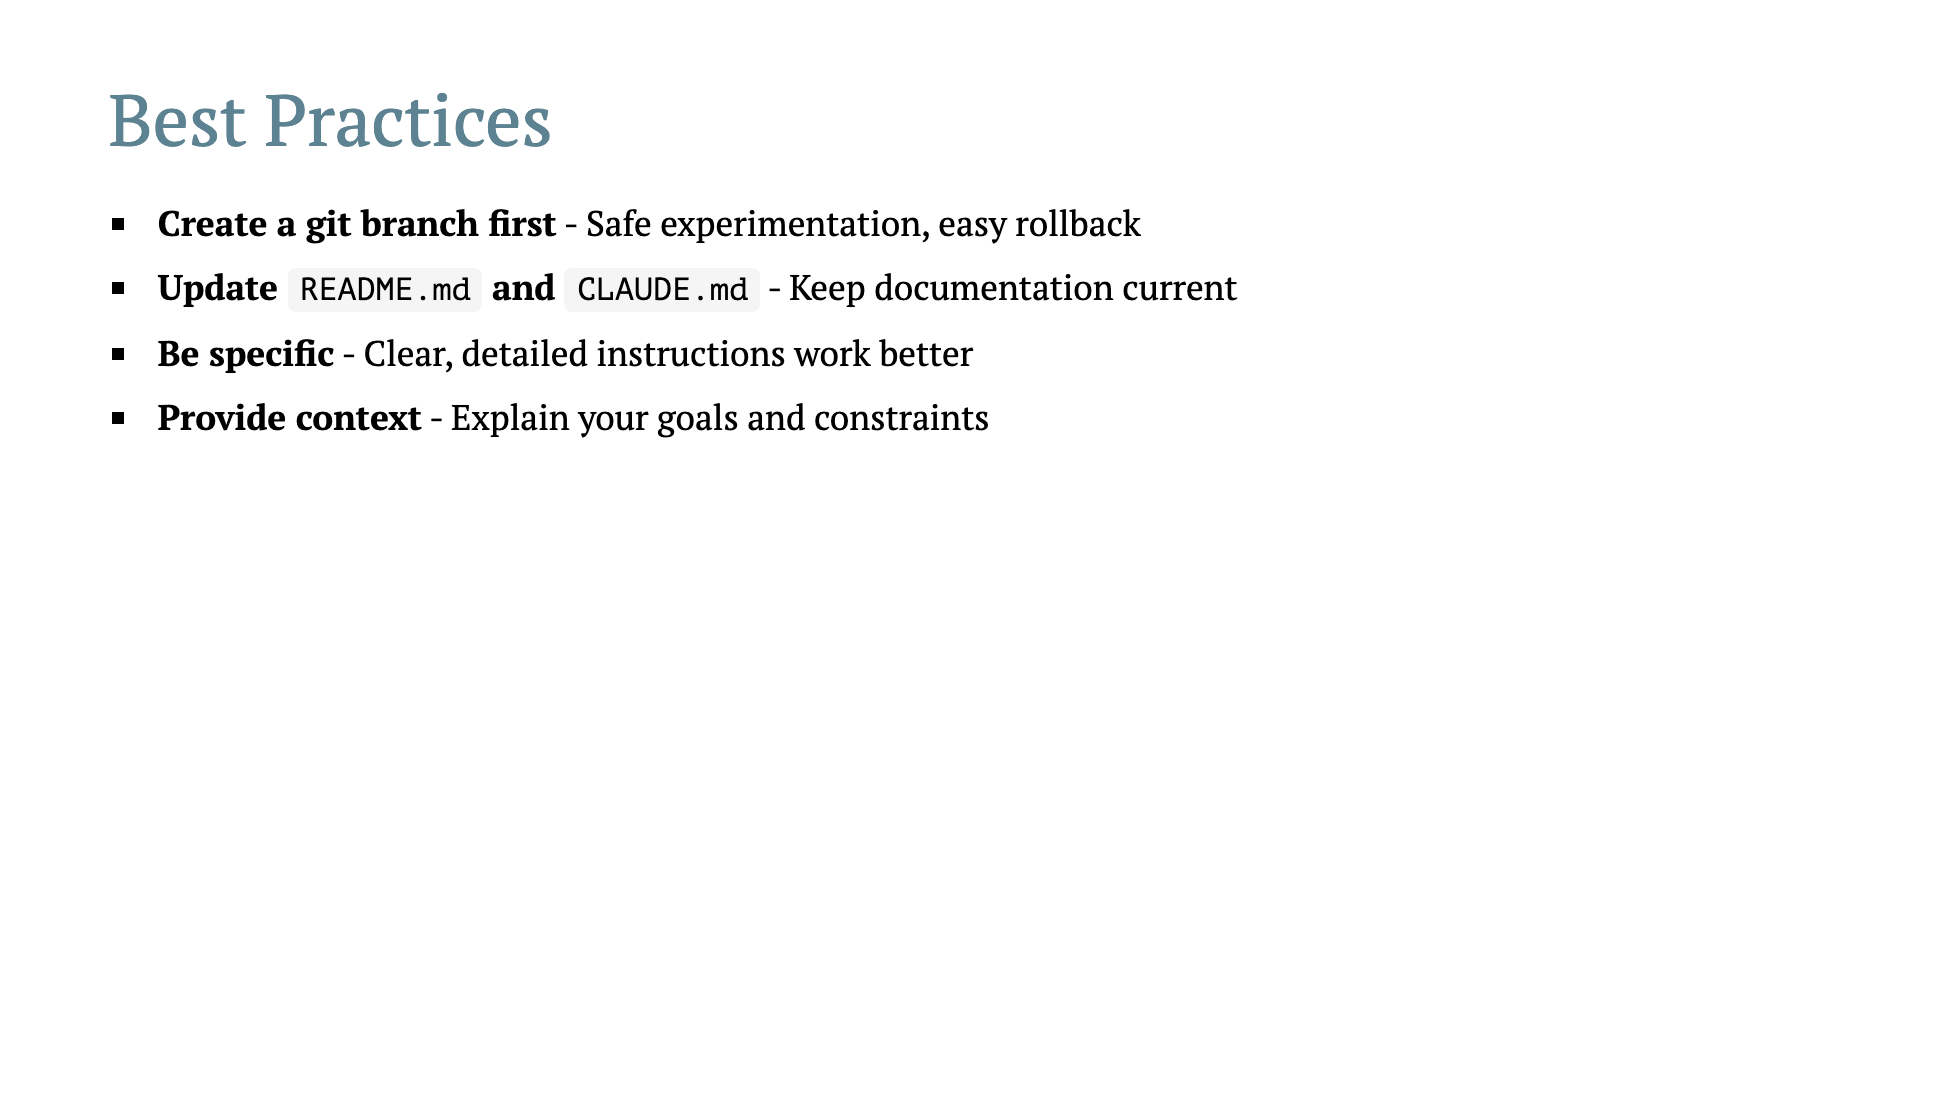 Best Practices
▪ Create a git branch first - Safe experimentation, easy rollback
▪ Update README.md and CLAUDE.md - Keep documentation current
▪ Be specific - Clear, detailed instructions work better
▪ Provide context - Explain your goals and constraints